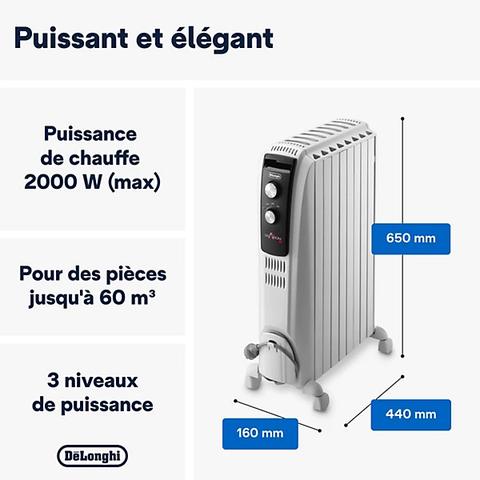 Puissant et élégant
Puissance
de chauffe
2000 W (max)
Pour des pièces
jusqu'à 60 m³
3 niveaux
de puissance
DēLonghi
DēLonghi
650 mm
440 mm
160 mm